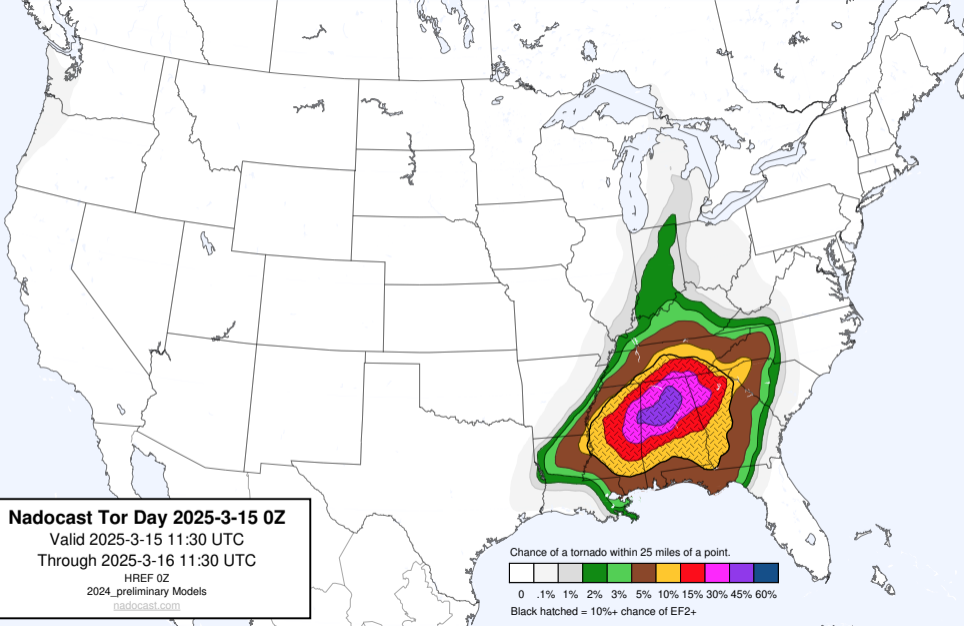 Nadocast Tor Day 2025-3-15 0Z
Valid 2025-3-15 11:30 UTC
Through 2025-3-16 11:30 UTC
HREF 0Z
2024_preliminary Models
nadocast.com
Chance of a tornado within 25 miles of a point.
0 .1% 1% 2% 3% 5% 10% 15% 30% 45% 60%
Black hatched = 10%+ chance of EF2+